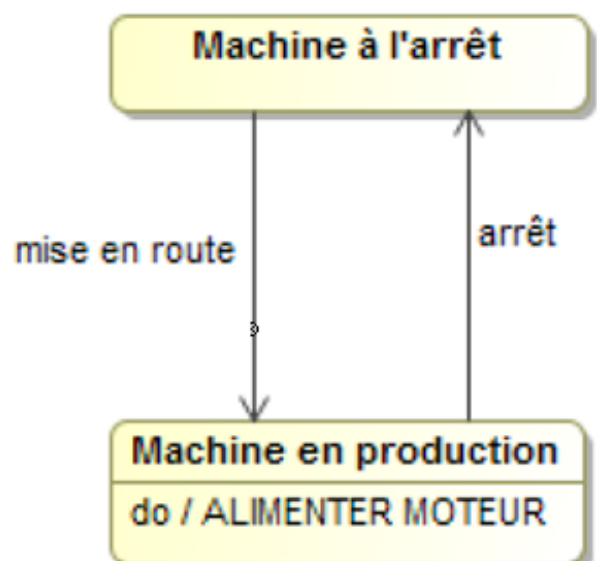 Machine à l'arrêt
mise en route
arrêt
Machine en production
do / ALIMENTER MOTEUR